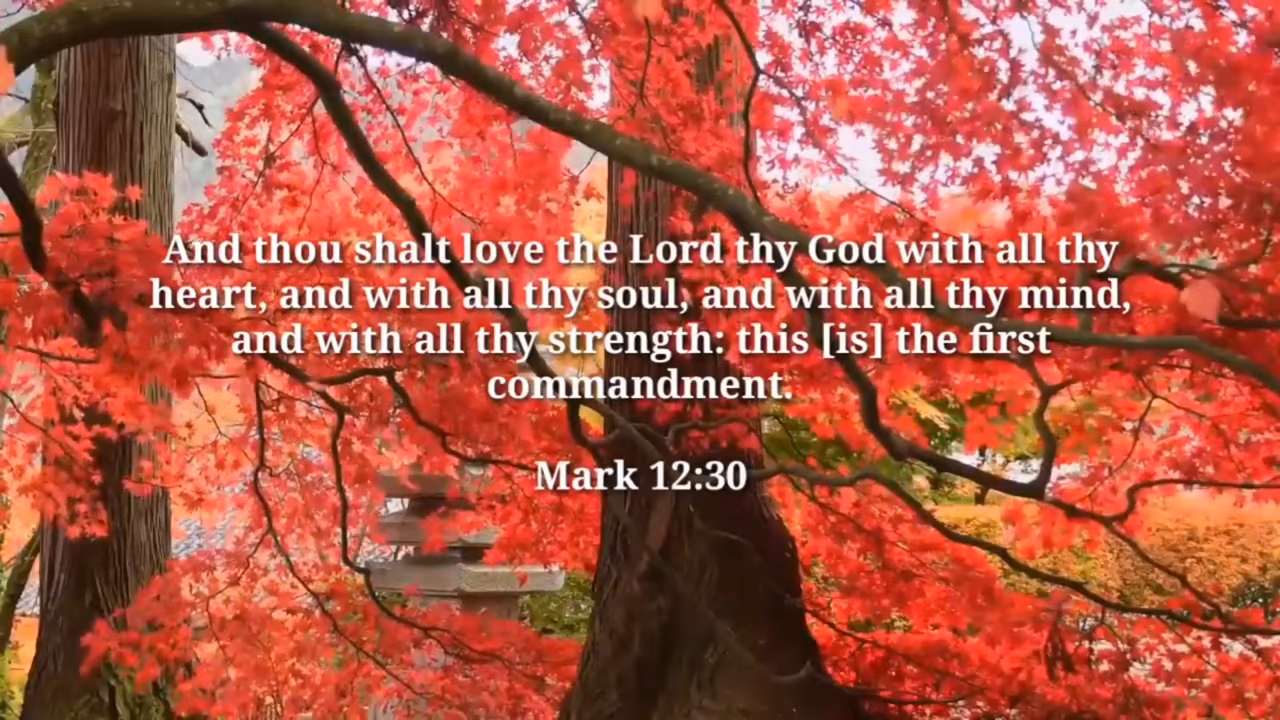 And thou shalt love the Lord thy God with all thy
heart, and with all thy soul, and with all thy mind,
and with all thy strength: this [is] the first
commandment.
Mark 12:30